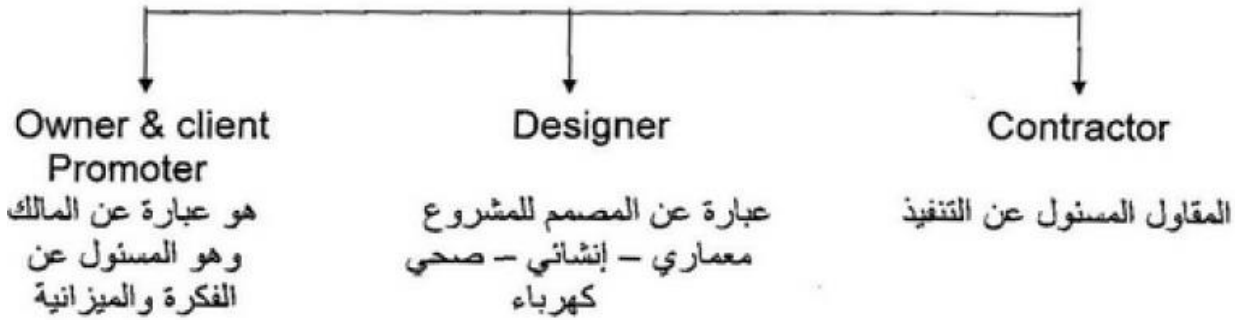 Owner & client
Promoter
هو عبارة عن المالك
وهو المسئول عن
الفكرة والميزانية
Designer
عبارة عن المصمم للمشروع
معماري – إنشائي – صحي
كهرباء
Contractor
المقاول المسئول عن التنفيذ